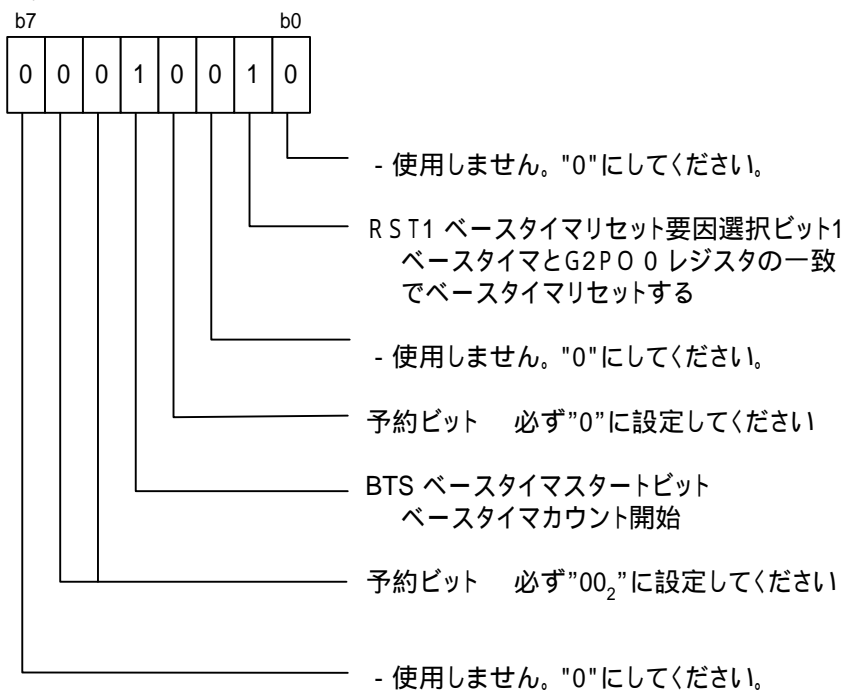 b7 b0
0 0 0 1 0 0 1 0
- 使用しません。"0"にしてください。
RST1 ベースタイマリセット要因選択ビット1
ベースタイマとG2PO0レジスタの一致
でベースタイマリセットする
- 使用しません。"0"にしてください。
予約ビット 必ず"0"に設定してください
BTS ベースタイマスタートビット
ベースタイマカウント開始
予約ビット 必ず"00₂"に設定してください
- 使用しません。"0"にしてください。